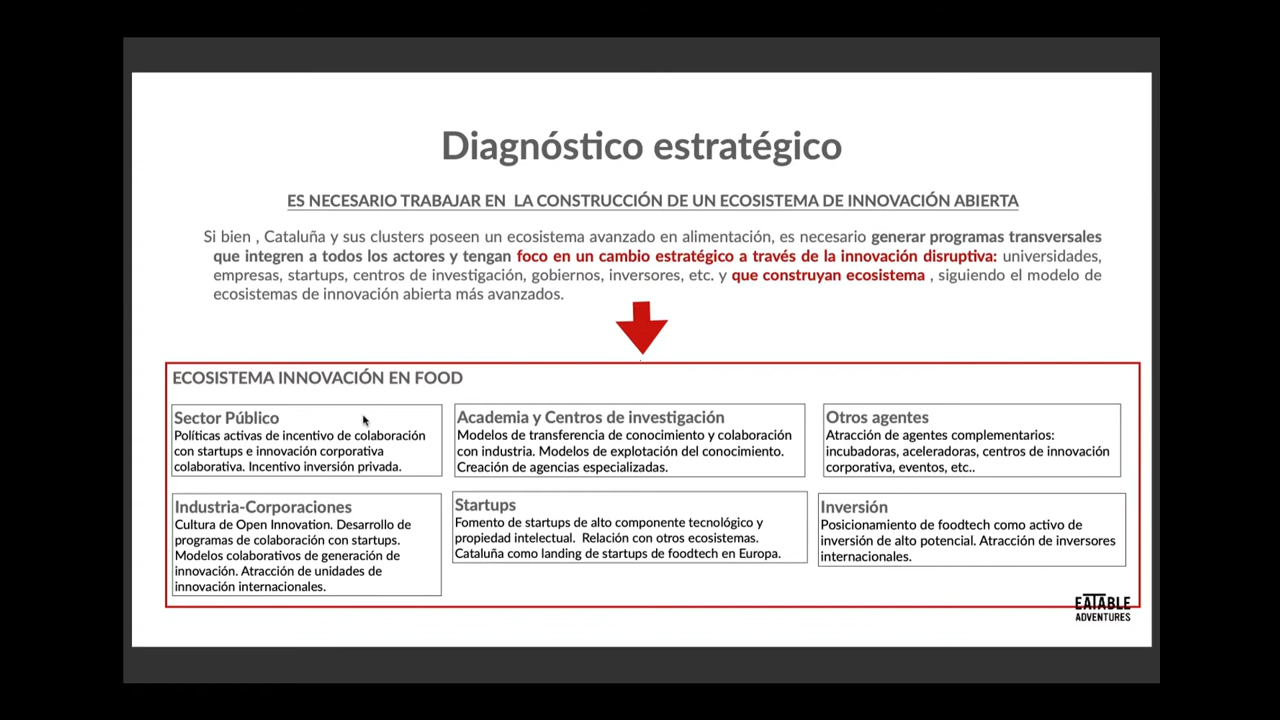 Diagnóstico estratégico
ES NECESARIO TRABAJAR EN LA CONSTRUCCIÓN DE UN ECOSISTEMA DE INNOVACIÓN ABIERTA
Si bien , Cataluña y sus clusters poseen un ecosistema avanzado en alimentación, es necesario generar programas transversales
que integren a todos los actores y tengan foco en un cambio estratégico a través de la innovación disruptiva: universidades,
empresas, startups, centros de investigación, gobiernos, inversores, etc. y que construyan ecosistema , siguiendo el modelo de
ecosistemas de innovación abierta más avanzados.
ECOSISTEMA INNOVACIÓN EN FOOD
Sector Público
Políticas activas de incentivo de colaboración
con startups e innovación corporativa
colaborativa. Incentivo inversión privada.
Academia y Centros de investigación
Modelos de transferencia de conocimiento y colaboración
con industria. Modelos de explotación del conocimiento.
Creación de agencias especializadas.
Otros agentes
Atracción de agentes complementarios:
incubadoras, aceleradoras, centros de innovación
corporativa, eventos, etc..
Industria-Corporaciones
Cultura de Open Innovation. Desarrollo de
programas de colaboración con startups.
Modelos colaborativos de generación de
innovación. Atracción de unidades de
innovación internacionales.
Startups
Fomento de startups de alto componente tecnológico y
propiedad intelectual. Relación con otros ecosistemas.
Cataluña como landing de startups de foodtech en Europa.
Inversión
Posicionamiento de foodtech como activo de
inversión de alto potencial. Atracción de inversores
internacionales.
EATABLE
ADVENTURES